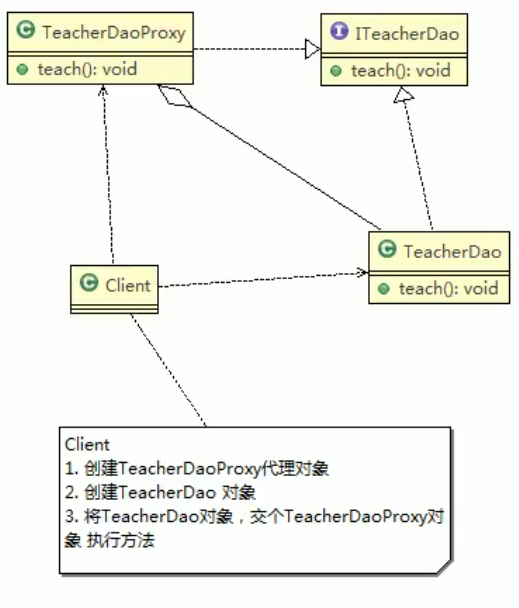 TeacherDaoProxy
teach(): void
ITeacherDao
teach(): void
TeacherDao
teach(): void
Client
Client
1. 创建TeacherDaoProxy代理对象
2. 创建TeacherDao 对象
3. 将TeacherDao对象，交个TeacherDaoProxy对
象 执行方法